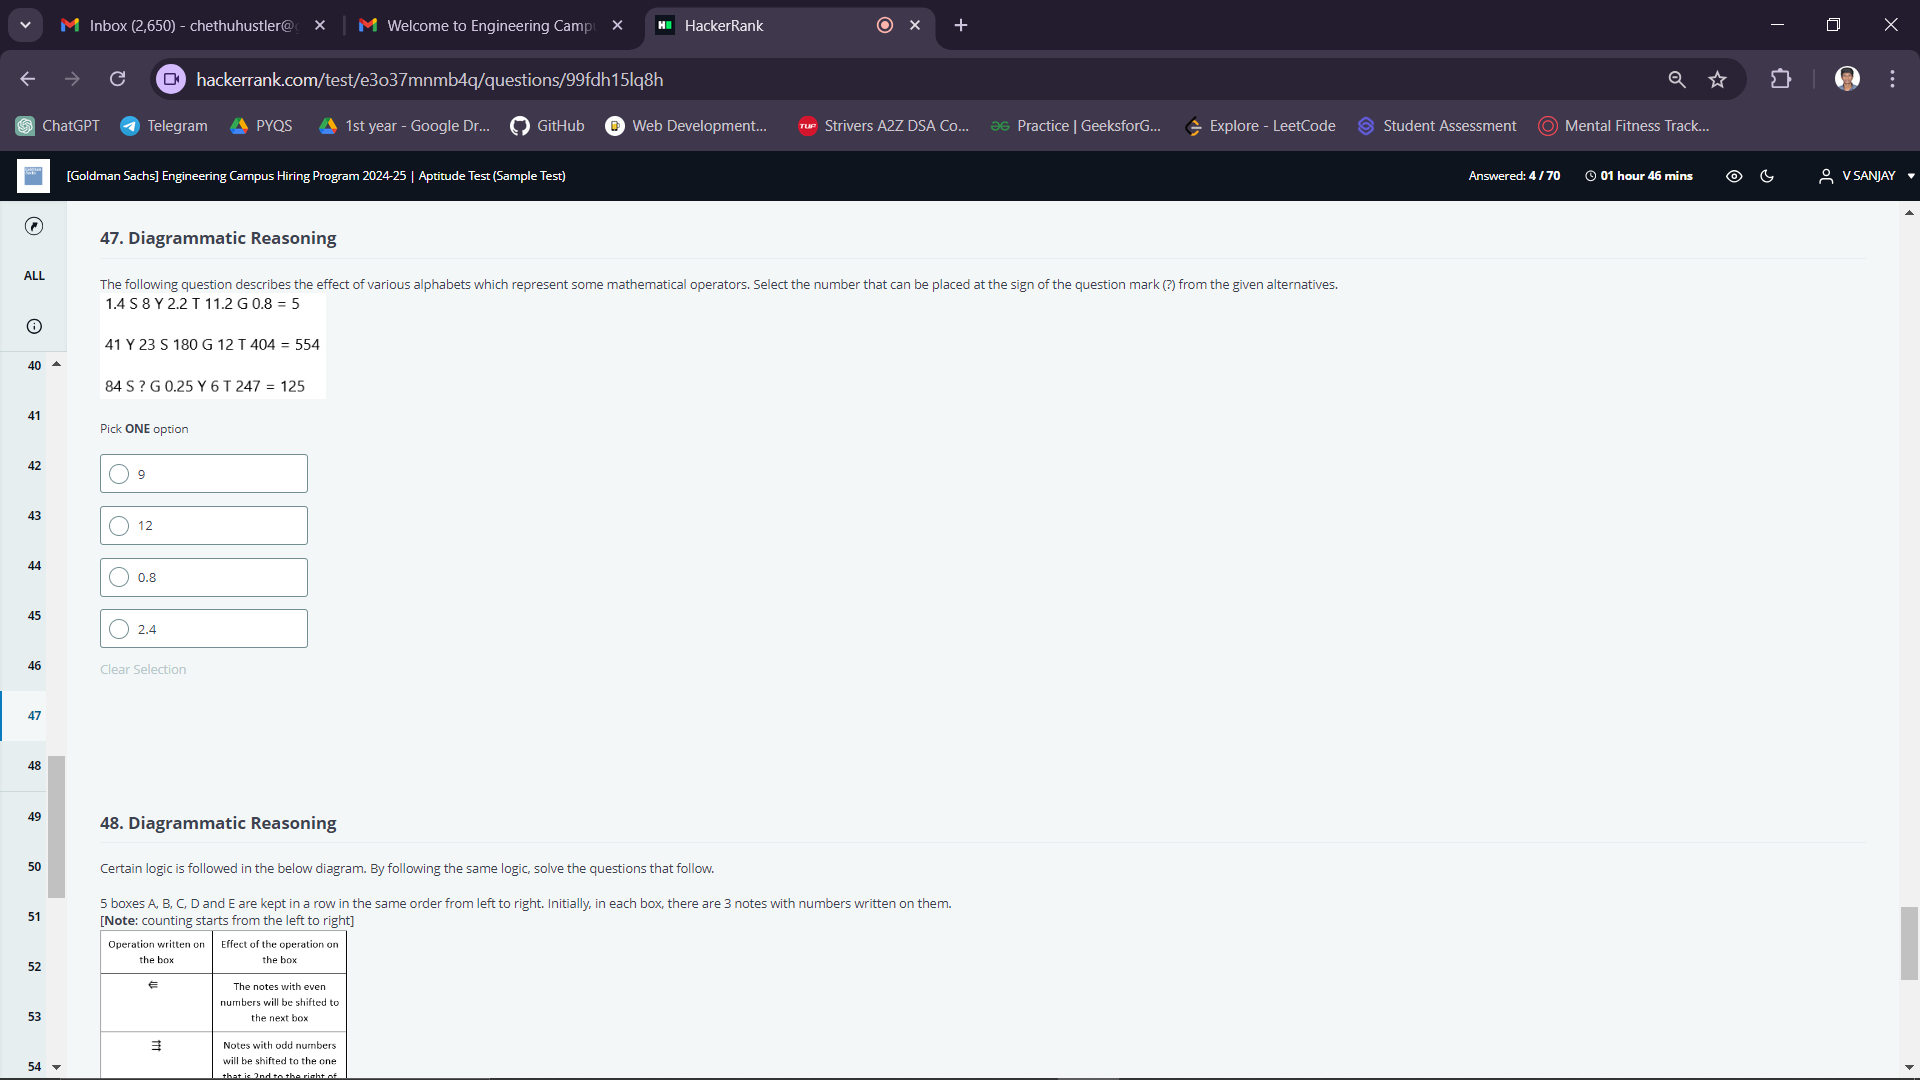 Inbox (2,650) - chethuhustler@g
Welcome to Engineering Camp
HackerRank
hackerrank.com/test/e3o37mnmb4q/questions/99fdh15lq8h
ChatGPT
Telegram
PYQS
1st year - Google Dr...
GitHub
Web Development...
TUF
Strivers A2Z DSA Co...
Practice | GeeksforG...
Explore - LeetCode
Student Assessment
Mental Fitness Track...
[Goldman Sachs] Engineering Campus Hiring Program 2024-25 | Aptitude Test (Sample Test)
Answered: 4 / 70
01 hour 46 mins
V SANJAY
ALL
40
41
42
43
44
45
46
47
48
49
50
51
52
53
54
47. Diagrammatic Reasoning
The following question describes the effect of various alphabets which represent some mathematical operators. Select the number that can be placed at the sign of the question mark (?) from the given alternatives.
1.4 S 8 Y 2.2 T 11.2 G 0.8 = 5
41 Y 23 S 180 G 12 T 404 = 554
84 S ? G 0.25 Y 6 T 247 = 125
Pick ONE option
9
12
0.8
2.4
Clear Selection
48. Diagrammatic Reasoning
Certain logic is followed in the below diagram. By following the same logic, solve the questions that follow.
5 boxes A, B, C, D and E are kept in a row in the same order from left to right. Initially, in each box, there are 3 notes with numbers written on them.
[Note: counting starts from the left to right]
Operation written on the box
Effect of the operation on the box
⋲
The notes with even
numbers will be shifted to
the next box
⇶
Notes with odd numbers
will be shifted to the one
that is 2nd to the right of